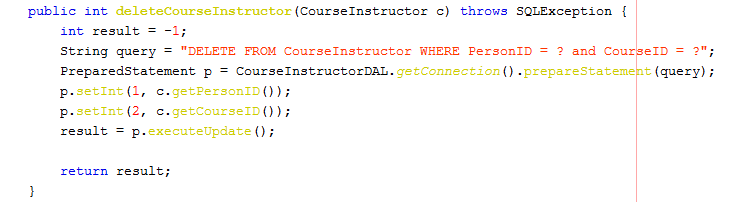 public int deleteCourseInstructor(CourseInstructor c) throws SQLException {
    int result = -1;
    String query = "DELETE FROM CourseInstructor WHERE PersonID = ? and CourseID = ?";
    PreparedStatement p = CourseInstructorDAL.getConnection().prepareStatement(query);
    p.setInt(1, c.getPersonID());
    p.setInt(2, c.getCourseID());
    result = p.executeUpdate();
    return result;
}